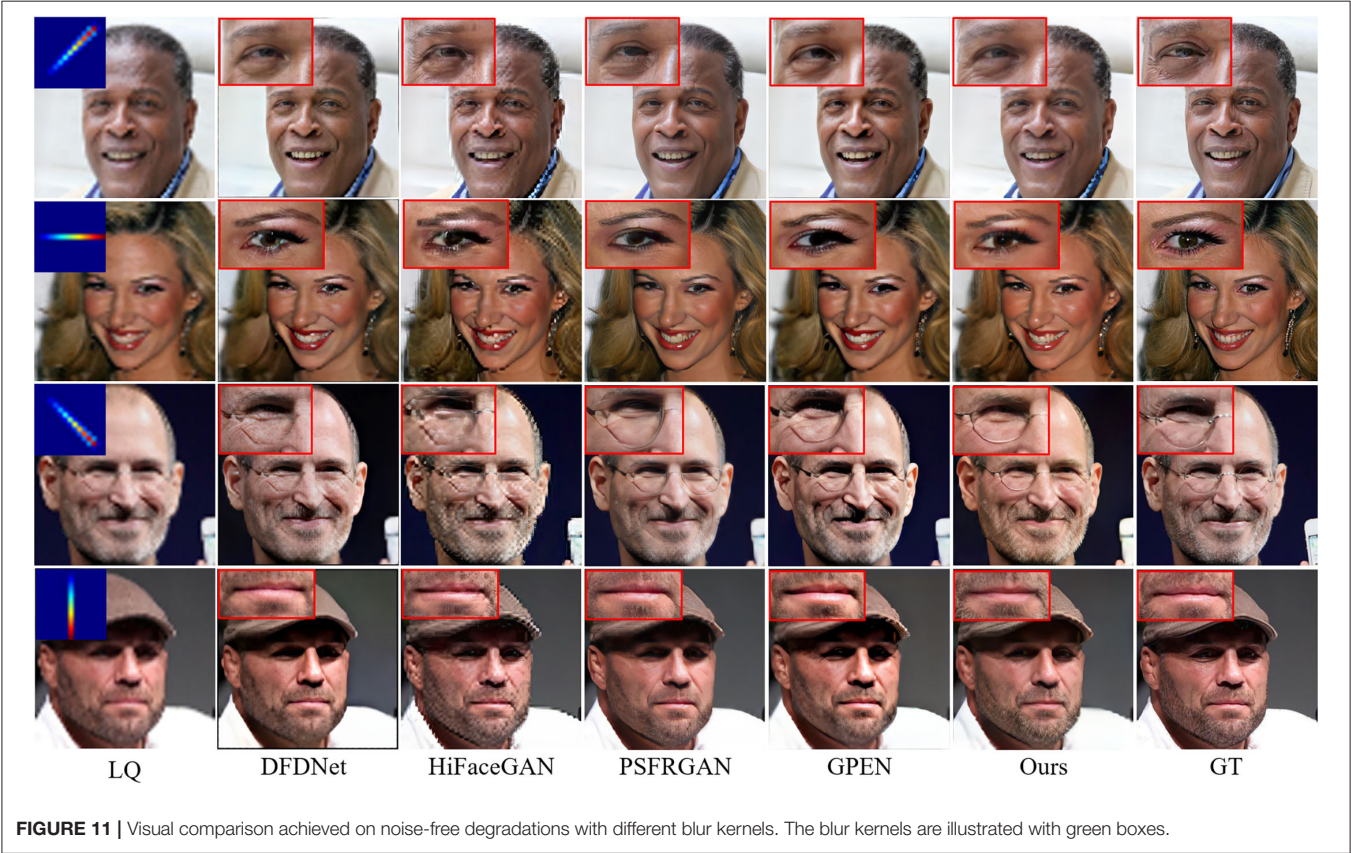 LQ DFDNet HiFaceGAN PSFRGAN GPEN Ours GT
FIGURE 11 | Visual comparison achieved on noise-free degradations with different blur kernels. The blur kernels are illustrated with green boxes.